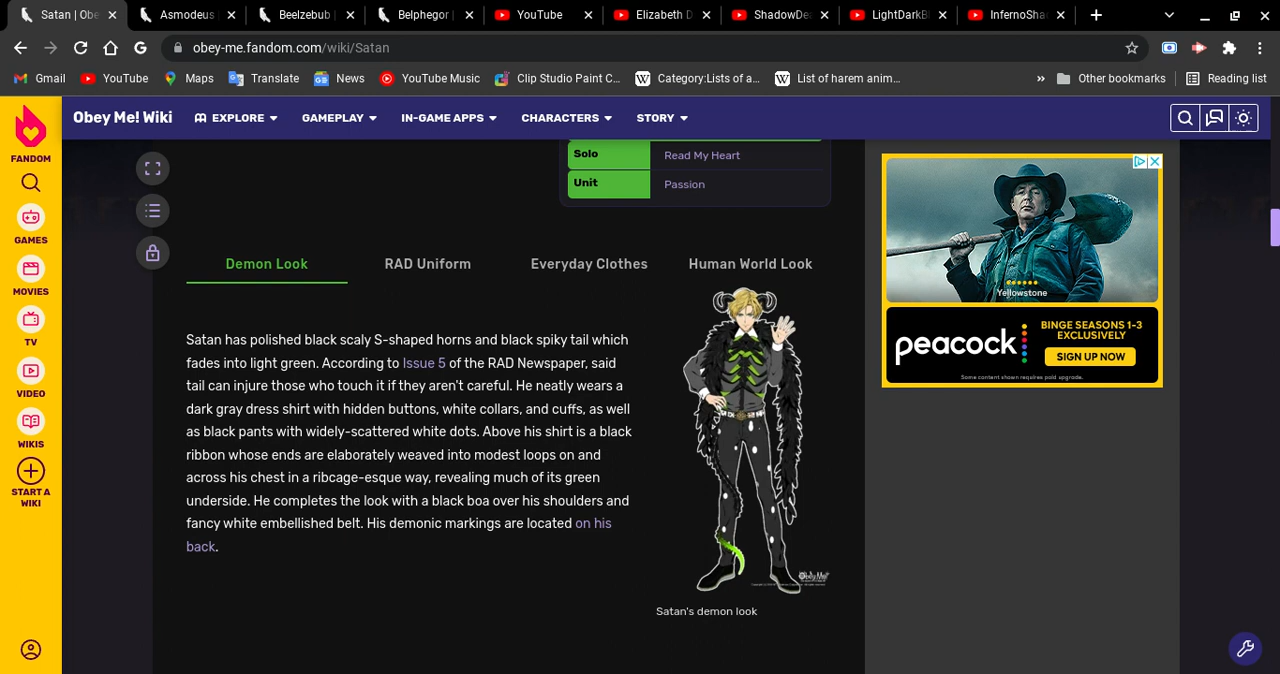 Satan | Obe
Asmodeus
Beelzebub |
Belphegor |
YouTube
Elizabeth D
ShadowDea
LightDarkB
InfernoSha
obey-me.fandom.com/wiki/Satan
Gmail YouTube Maps Translate News YouTube Music Clip Studio Paint C... Category:Lists of a... List of harem anim... » Other bookmarks Reading list
FANDOM
GAMES
MOVIES
TV
VIDEO
WIKIS
START A
WIKI
Obey Me! Wiki EXPLORE GAMEPLAY IN-GAME APPS CHARACTERS STORY
Solo Read My Heart
Unit Passion
Demon Look RAD Uniform Everyday Clothes Human World Look
Satan has polished black scaly S-shaped horns and black spiky tail which
fades into light green. According to Issue 5 of the RAD Newspaper, said
tail can injure those who touch it if they aren't careful. He neatly wears a
dark gray dress shirt with hidden buttons, white collars, and cuffs, as well
as black pants with widely-scattered white dots. Above his shirt is a black
ribbon whose ends are elaborately weaved into modest loops on and
across his chest in a ribcage-esque way, revealing much of its green
underside. He completes the look with a black boa over his shoulders and
fancy white embellished belt. His demonic markings are located on his
back.
Obey Me!
Satan's demon look
Yellowstone
peacock
BINGE SEASONS 1-3
EXCLUSIVELY
SIGN UP NOW
Some content shown requires paid upgrade.